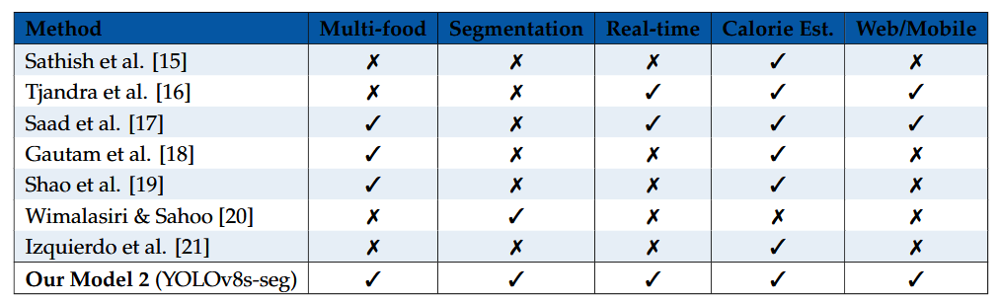 Method Multi-food Segmentation Real-time Calorie Est. Web/Mobile
Sathish et al. [15] ✗ ✗ ✗ ✓ ✗
Tjandra et al. [16] ✗ ✗ ✓ ✓ ✓
Saad et al. [17] ✓ ✗ ✓ ✓ ✓
Gautam et al. [18] ✓ ✗ ✗ ✓ ✗
Shao et al. [19] ✓ ✗ ✗ ✓ ✗
Wimalasiri & Sahoo [20] ✗ ✓ ✗ ✗ ✗
Izquierdo et al. [21] ✗ ✗ ✗ ✓ ✗
Our Model 2 (YOLOv8s-seg) ✓ ✓ ✓ ✓ ✓